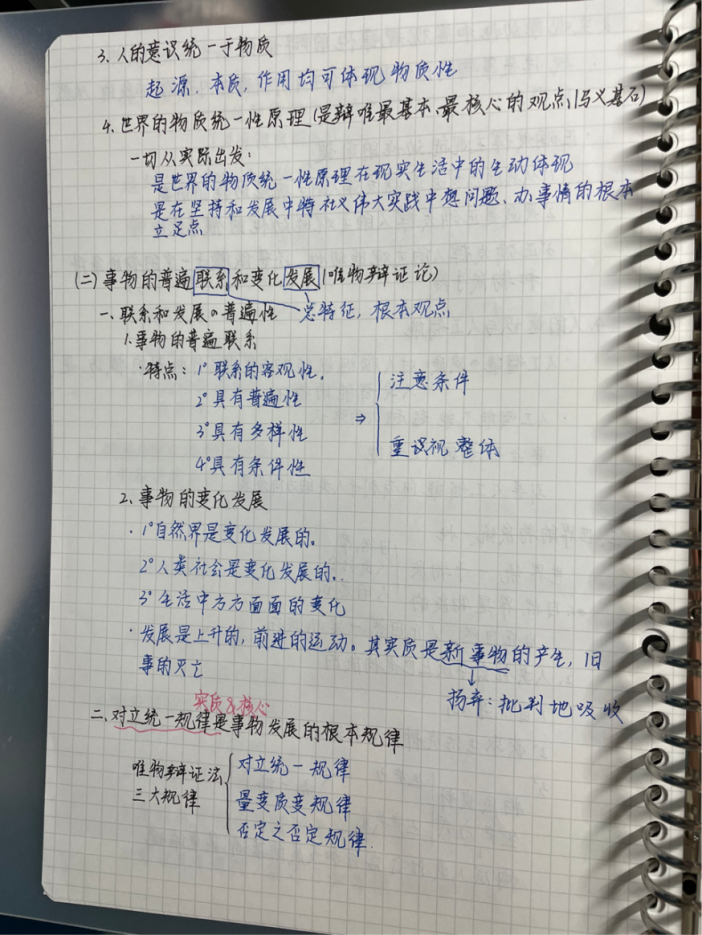 3、人的意识统一于物质
起源、本质,作用均可体现物质性
4、世界的物质统一性原理(是辩唯最基本、最核心的观点,马义基石)
一切从实际出发:
是世界的物质统一性原理在现实生活中的生动体现
是在坚持和发展中特社义伟大实践中想问题、办事情的根本
立足点
(二)事物的普遍联系和变化发展(唯物辩证论)
一、联系和发展の普遍性 总特征,根本观点
1.事物的普遍联系
·特点:1°联系的客观性,
2°具有普遍性
3°具有多样性
4°具有条件性
⇒ { 注意条件
重识视整体
2、事物的变化发展
·1°自然界是变化发展的。
2°人类社会是变化发展的..
3°生活中方方面面的变化
·发展是上升的,前进的运动。其实质是新事物的产生,旧
事的灭亡
↓
扬弃:批判地吸收
实质&核心
二、对立统一规律是事物发展的根本规律
唯物辩证法
三大规律
{ 对立统一规律
量变质变规律
否定之否定规律.